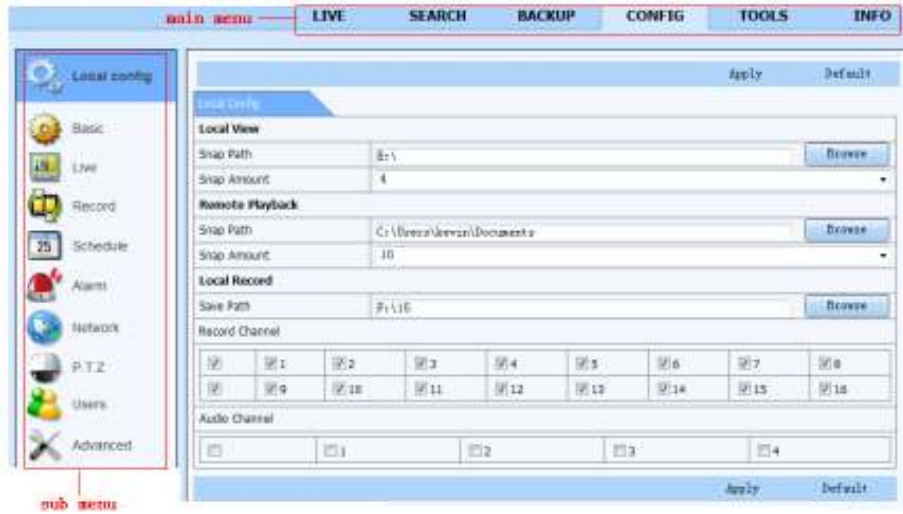 main menu
LIVE SEARCH BACKUP CONFIG TOOLS INFO
Local config
Basic
Live
Record
25 Schedule
Alarm
Network
P.T.Z
Users
Advanced
sub menu
Apply Default
Local Config
Local View
Snap Path Browse
Snap Amount 4
Remote Playback
Snap Path C:\Users\kevin\Documents Browse
Snap Amount 10
Local Record
Save Path Browse
Record Channel
1 2 3 4 5 6 7 8
9 10 11 12 13 14 15 16
Audio Channel
1 2 3 4
Apply Default